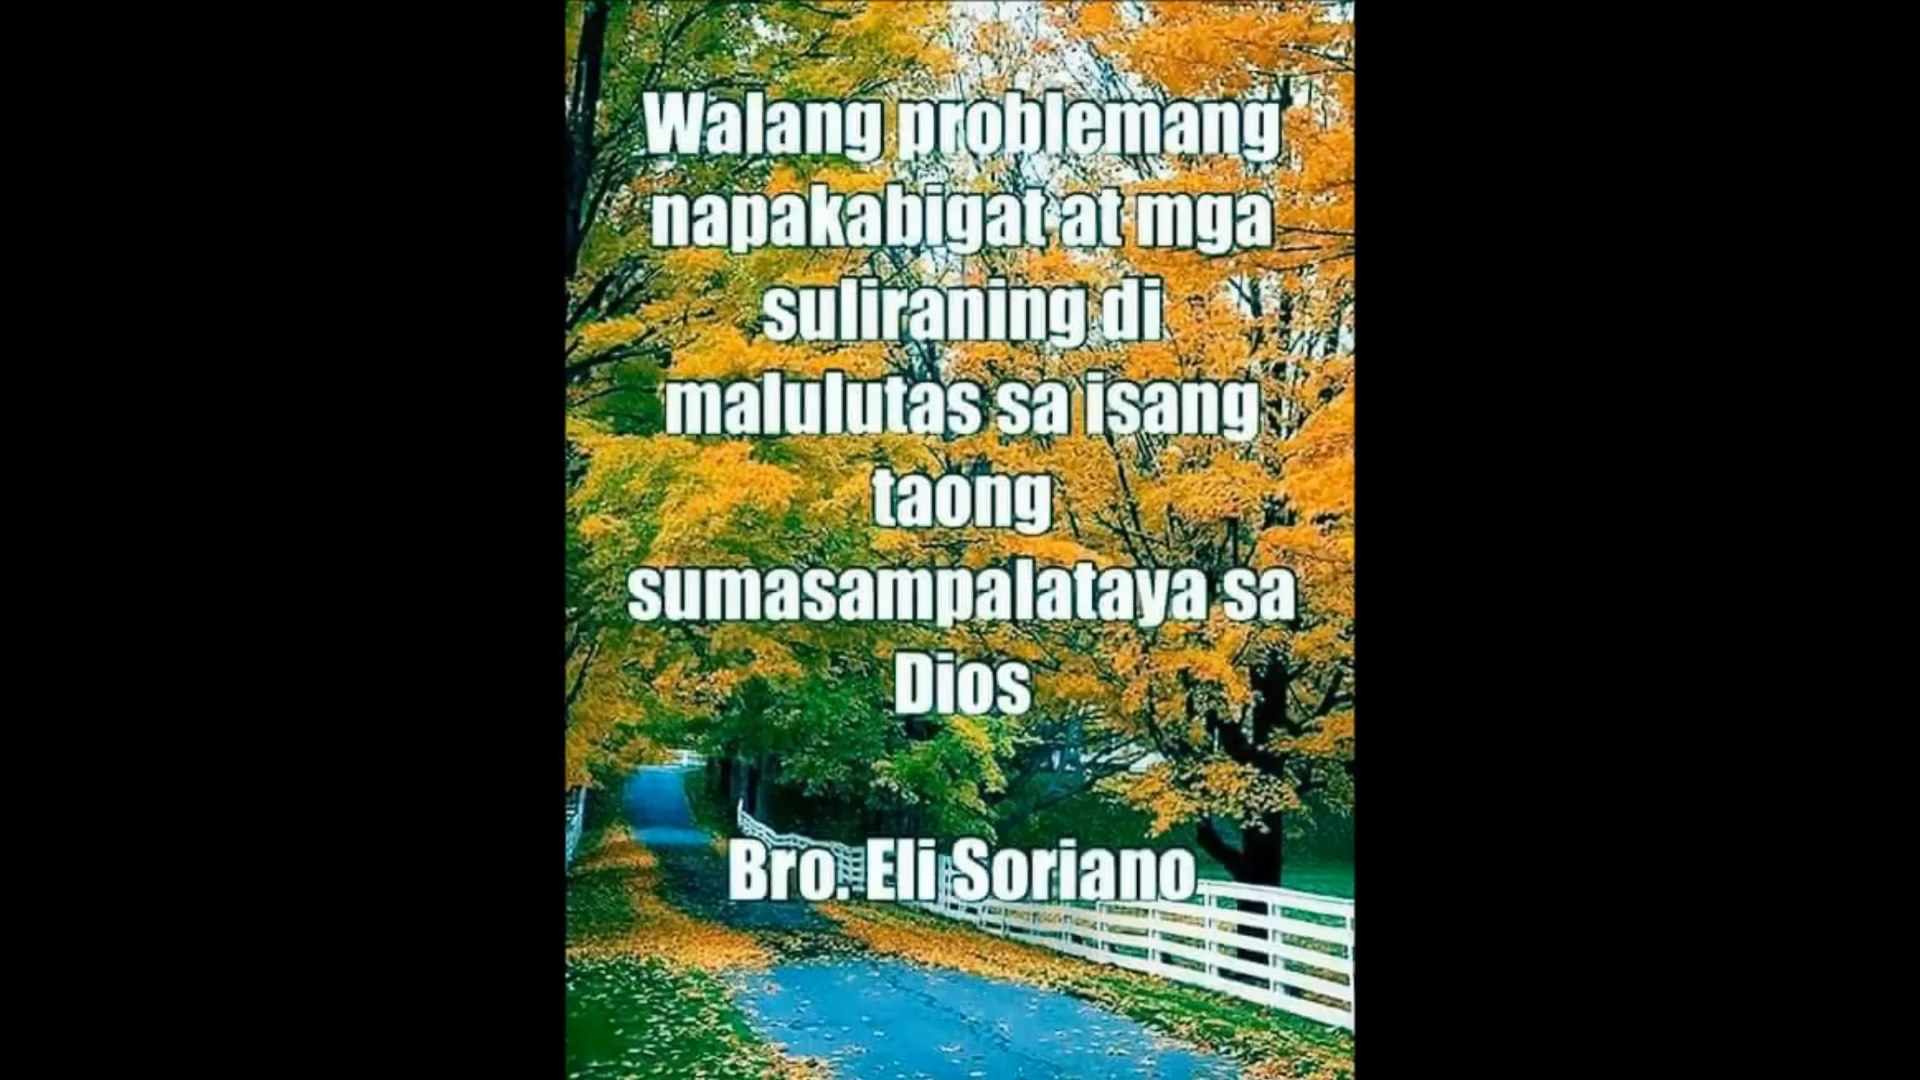 Walang problemang
napakabigat at mga
suliraning di
malulutas sa isang
taong
sumasampalataya sa
Dios
Bro. Eli Soriano